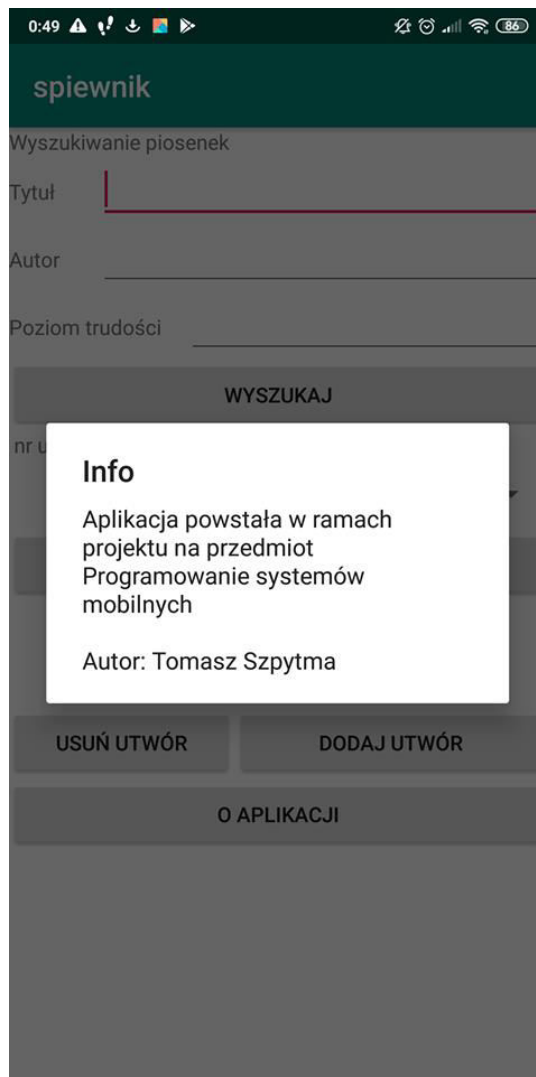 0:49
86
spiewnik
Wyszukiwanie piosenek
Tytuł
Autor
Poziom trudości
WYSZUKAJ
nr u
Info
Aplikacja powstała w ramach
projektu na przedmiot
Programowanie systemów
mobilnych
Autor: Tomasz Szpytma
USUŃ UTWÓR
DODAJ UTWÓR
O APLIKACJI